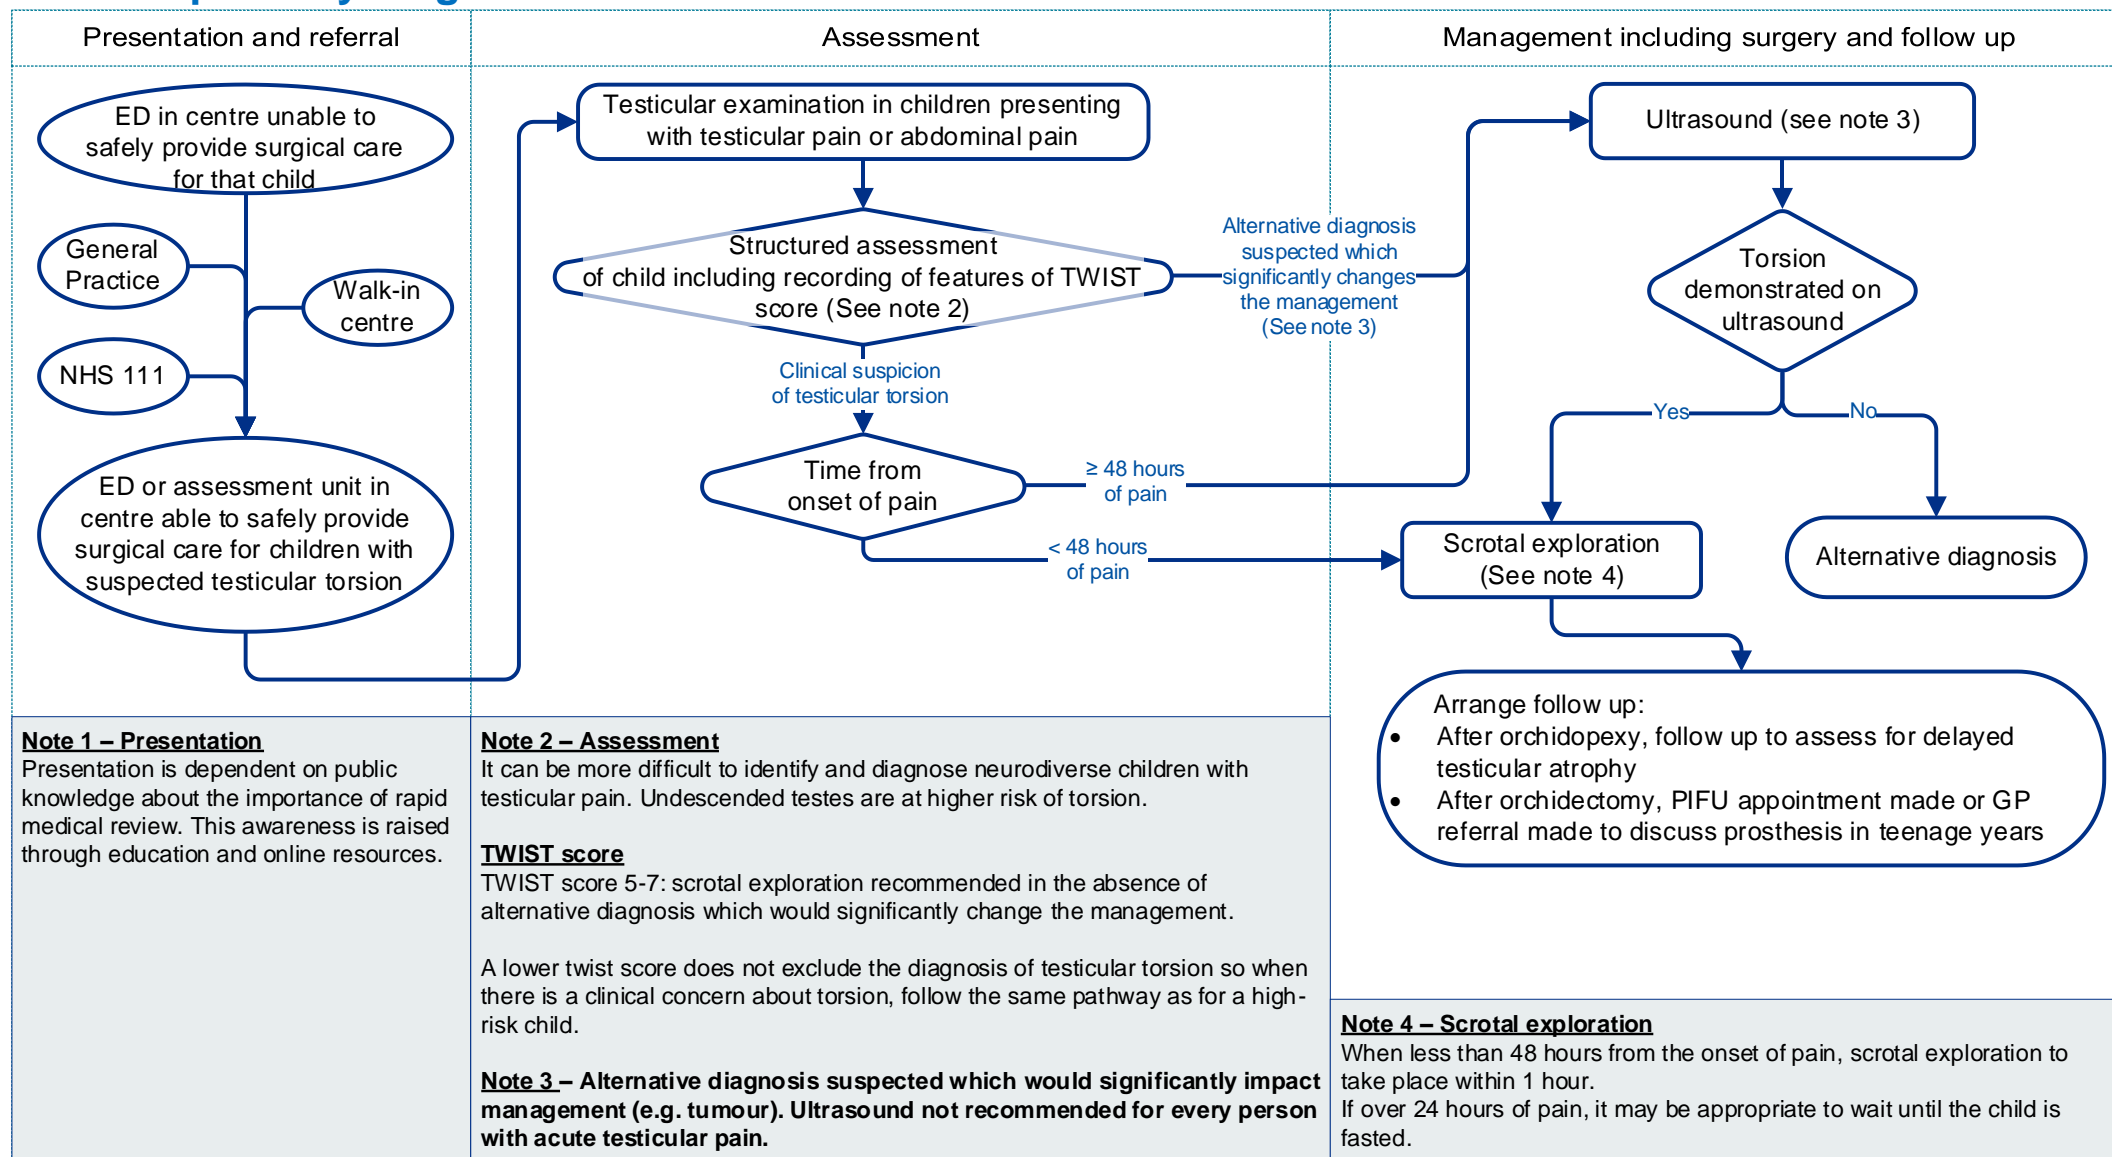 Presentation and referral
Assessment
Management including surgery and follow up
ED in centre unable to
safely provide surgical care
for that child
General
Practice
Walk-in
centre
NHS 111
ED or assessment unit in
centre able to safely provide
surgical care for children with
suspected testicular torsion
Testicular examination in children presenting
with testicular pain or abdominal pain
Structured assessment
of child including recording of features of TWIST
score (See note 2)
Alternative diagnosis
suspected which
significantly changes
the management
(See note 3)
Clinical suspicion
of testicular torsion
Time from
onset of pain
≥ 48 hours
of pain
< 48 hours
of pain
Ultrasound (see note 3)
Torsion
demonstrated on
ultrasound
Yes
No
Scrotal exploration
(See note 4)
Alternative diagnosis
Arrange follow up:
• After orchidopexy, follow up to assess for delayed
testicular atrophy
• After orchidectomy, PIFU appointment made or GP
referral made to discuss prosthesis in teenage years
Note 1 – Presentation
Presentation is dependent on public
knowledge about the importance of rapid
medical review. This awareness is raised
through education and online resources.
Note 2 – Assessment
It can be more difficult to identify and diagnose neurodiverse children with
testicular pain. Undescended testes are at higher risk of torsion.
TWIST score
TWIST score 5-7: scrotal exploration recommended in the absence of
alternative diagnosis which would significantly change the management.
A lower twist score does not exclude the diagnosis of testicular torsion so when
there is a clinical concern about torsion, follow the same pathway as for a high-
risk child.
Note 3 – Alternative diagnosis suspected which would significantly impact
management (e.g. tumour). Ultrasound not recommended for every person
with acute testicular pain.
Note 4 – Scrotal exploration
When less than 48 hours from the onset of pain, scrotal exploration to
take place within 1 hour.
If over 24 hours of pain, it may be appropriate to wait until the child is
fasted.